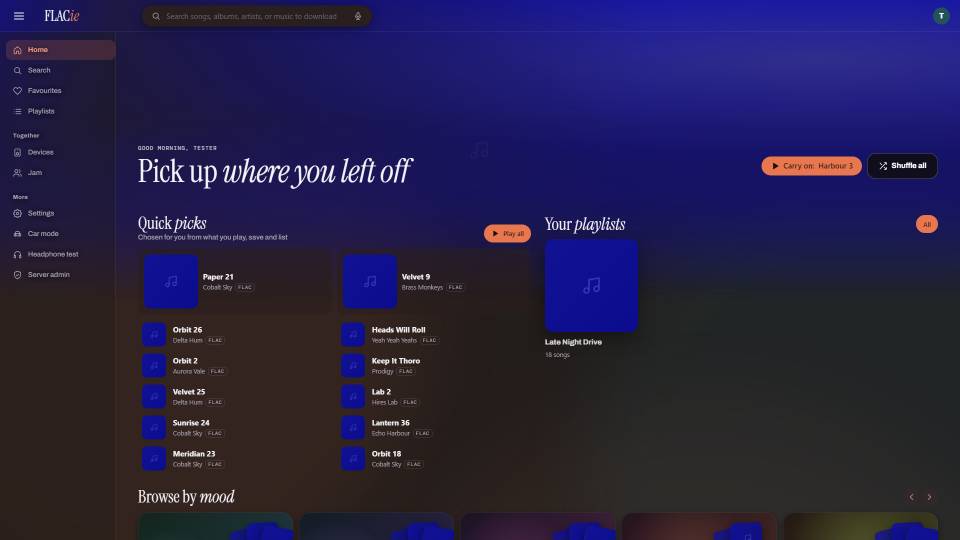 FLACie
Search songs, albums, artists, or music to download
T
Home
Search
Favourites
Playlists
Together
Devices
Jam
More
Settings
Car mode
Headphone test
Server admin
GOOD MORNING, TESTER
Pick up where you left off
Carry on: Harbour 3
Shuffle all
Quick picks
Chosen for you from what you play, save and list
Play all
Paper 21
Cobalt Sky FLAC
Velvet 9
Brass Monkeys FLAC
Orbit 26
Delta Hum FLAC
Heads Will Roll
Yeah Yeah Yeahs FLAC
Orbit 2
Aurora Vale FLAC
Keep It Thoro
Prodigy FLAC
Velvet 25
Delta Hum FLAC
Lab 2
Hires Lab FLAC
Sunrise 24
Cobalt Sky FLAC
Lantern 36
Echo Harbour FLAC
Meridian 23
Cobalt Sky FLAC
Orbit 18
Cobalt Sky FLAC
Your playlists
All
Late Night Drive
18 songs
Browse by mood